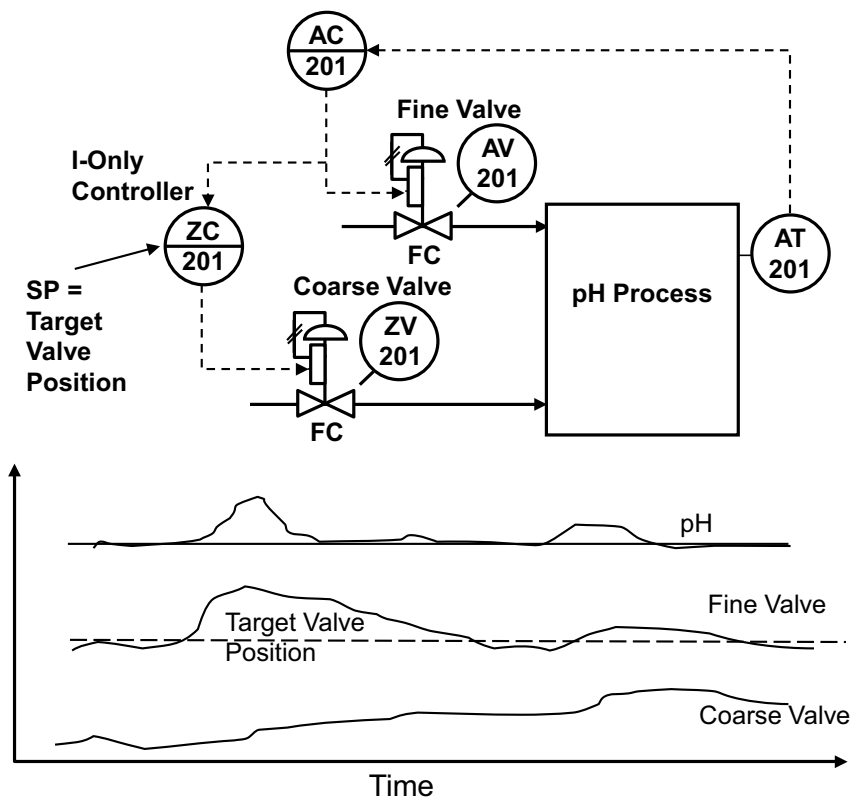 AC
201
Fine Valve
AV
201
I-Only
Controller
ZC
201
FC
AT
201
pH Process
SP =
Target
Valve
Position
Coarse Valve
ZV
201
FC
pH
Fine Valve
Target Valve
Position
Coarse Valve
Time